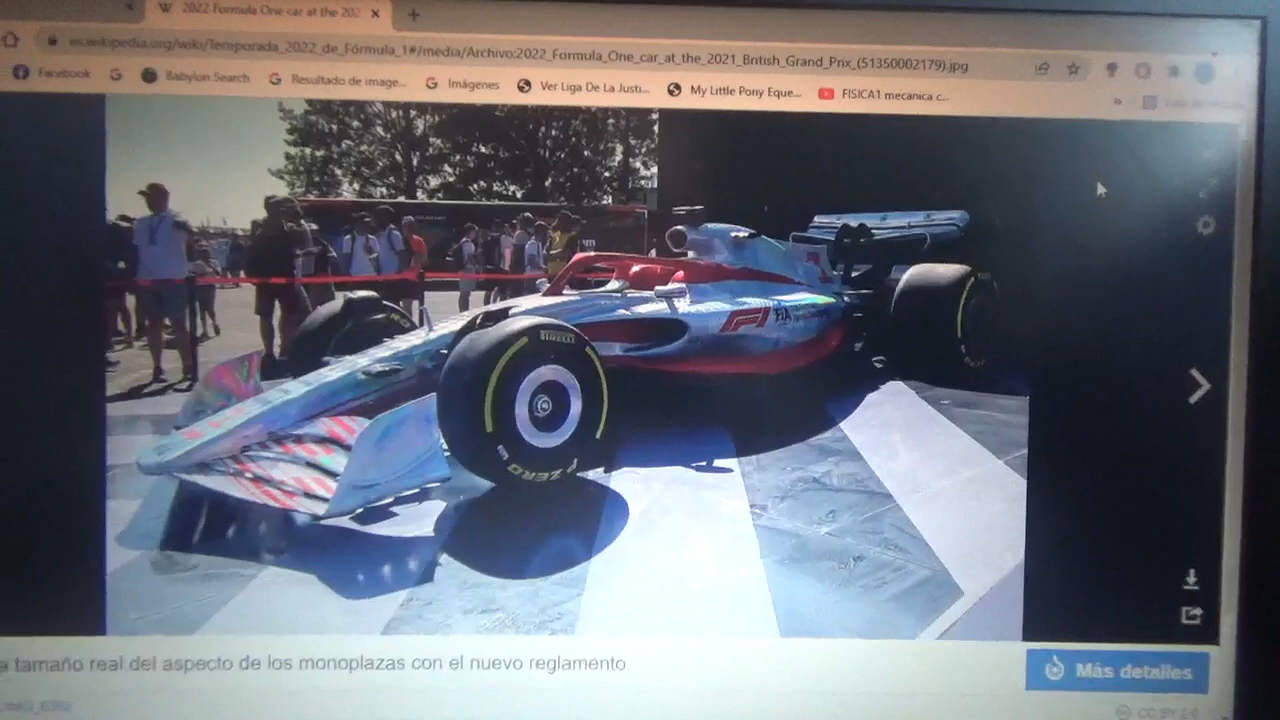 2022 Formula One car at the 202
es.wikipedia.org/wiki/Temporada_2022_de_Fórmula_1#/media/Archivo:2022_Formula_One_car_at_the_2021_British_Grand_Prix_(51350002179).jpg
Facebook
Babylon Search
Resultado de image...
Imágenes
Ver Liga De La Justi...
My Little Pony Eque...
FISICA1 mecanica c...
F1
FIA
PIRELLI
P ZERO
a tamaño real del aspecto de los monoplazas con el nuevo reglamento
Más detalles